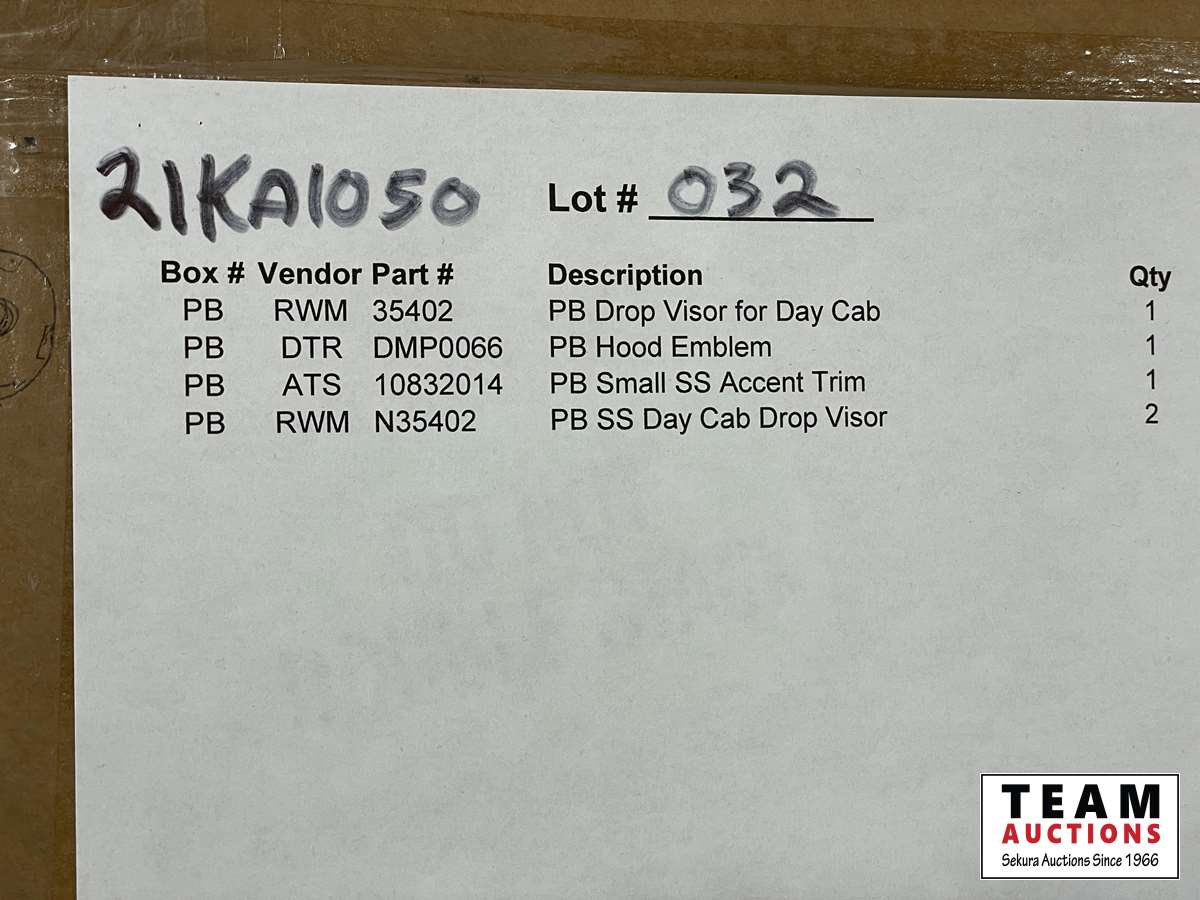 21KA1050 Lot # 032
Box # Vendor Part # Description Qty
PB RWM 35402 PB Drop Visor for Day Cab 1
PB DTR DMP0066 PB Hood Emblem 1
PB ATS 10832014 PB Small SS Accent Trim 1
PB RWM N35402 PB SS Day Cab Drop Visor 2
TEAM
AUCTIONS
Sekura Auctions Since 1966